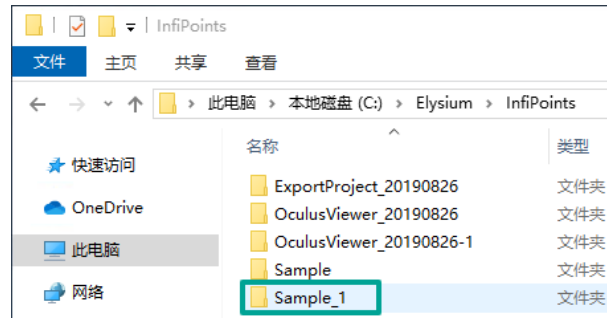 InfiPoints
文件 主页 共享 查看
此电脑 › 本地磁盘 (C:) › Elysium › InfiPoints
名称 类型
快速访问
OneDrive
此电脑
网络
ExportProject_20190826 文件夹
OculusViewer_20190826 文件夹
OculusViewer_20190826-1 文件夹
Sample 文件夹
Sample_1 文件夹